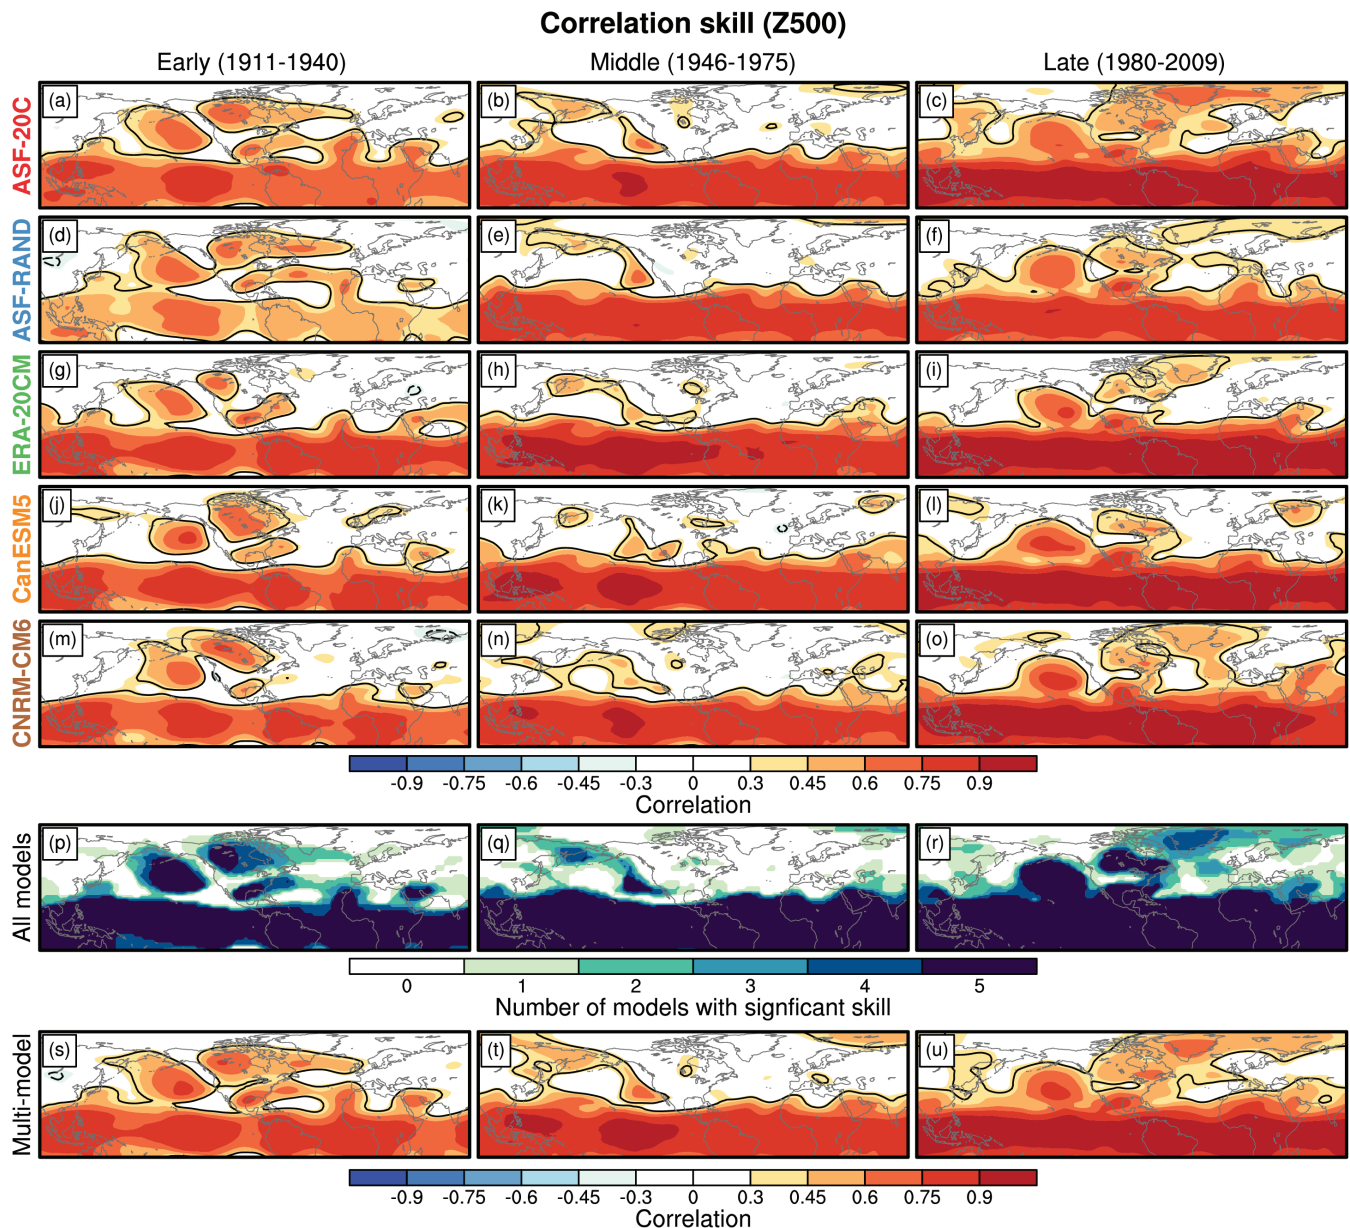 Correlation skill (Z500)
Early (1911-1940) Middle (1946-1975) Late (1980-2009)
ASF-20C
(a) (b) (c)
ASF-RAND
(d) (e) (f)
ERA-20CM
(g) (h) (i)
CanESM5
(j) (k) (l)
CNRM-CM6
(m) (n) (o)
-0.9 -0.75 -0.6 -0.45 -0.3 0 0.3 0.45 0.6 0.75 0.9
Correlation
All models
(p) (q) (r)
0 1 2 3 4 5
Number of models with signficant skill
Multi-model
(s) (t) (u)
-0.9 -0.75 -0.6 -0.45 -0.3 0 0.3 0.45 0.6 0.75 0.9
Correlation